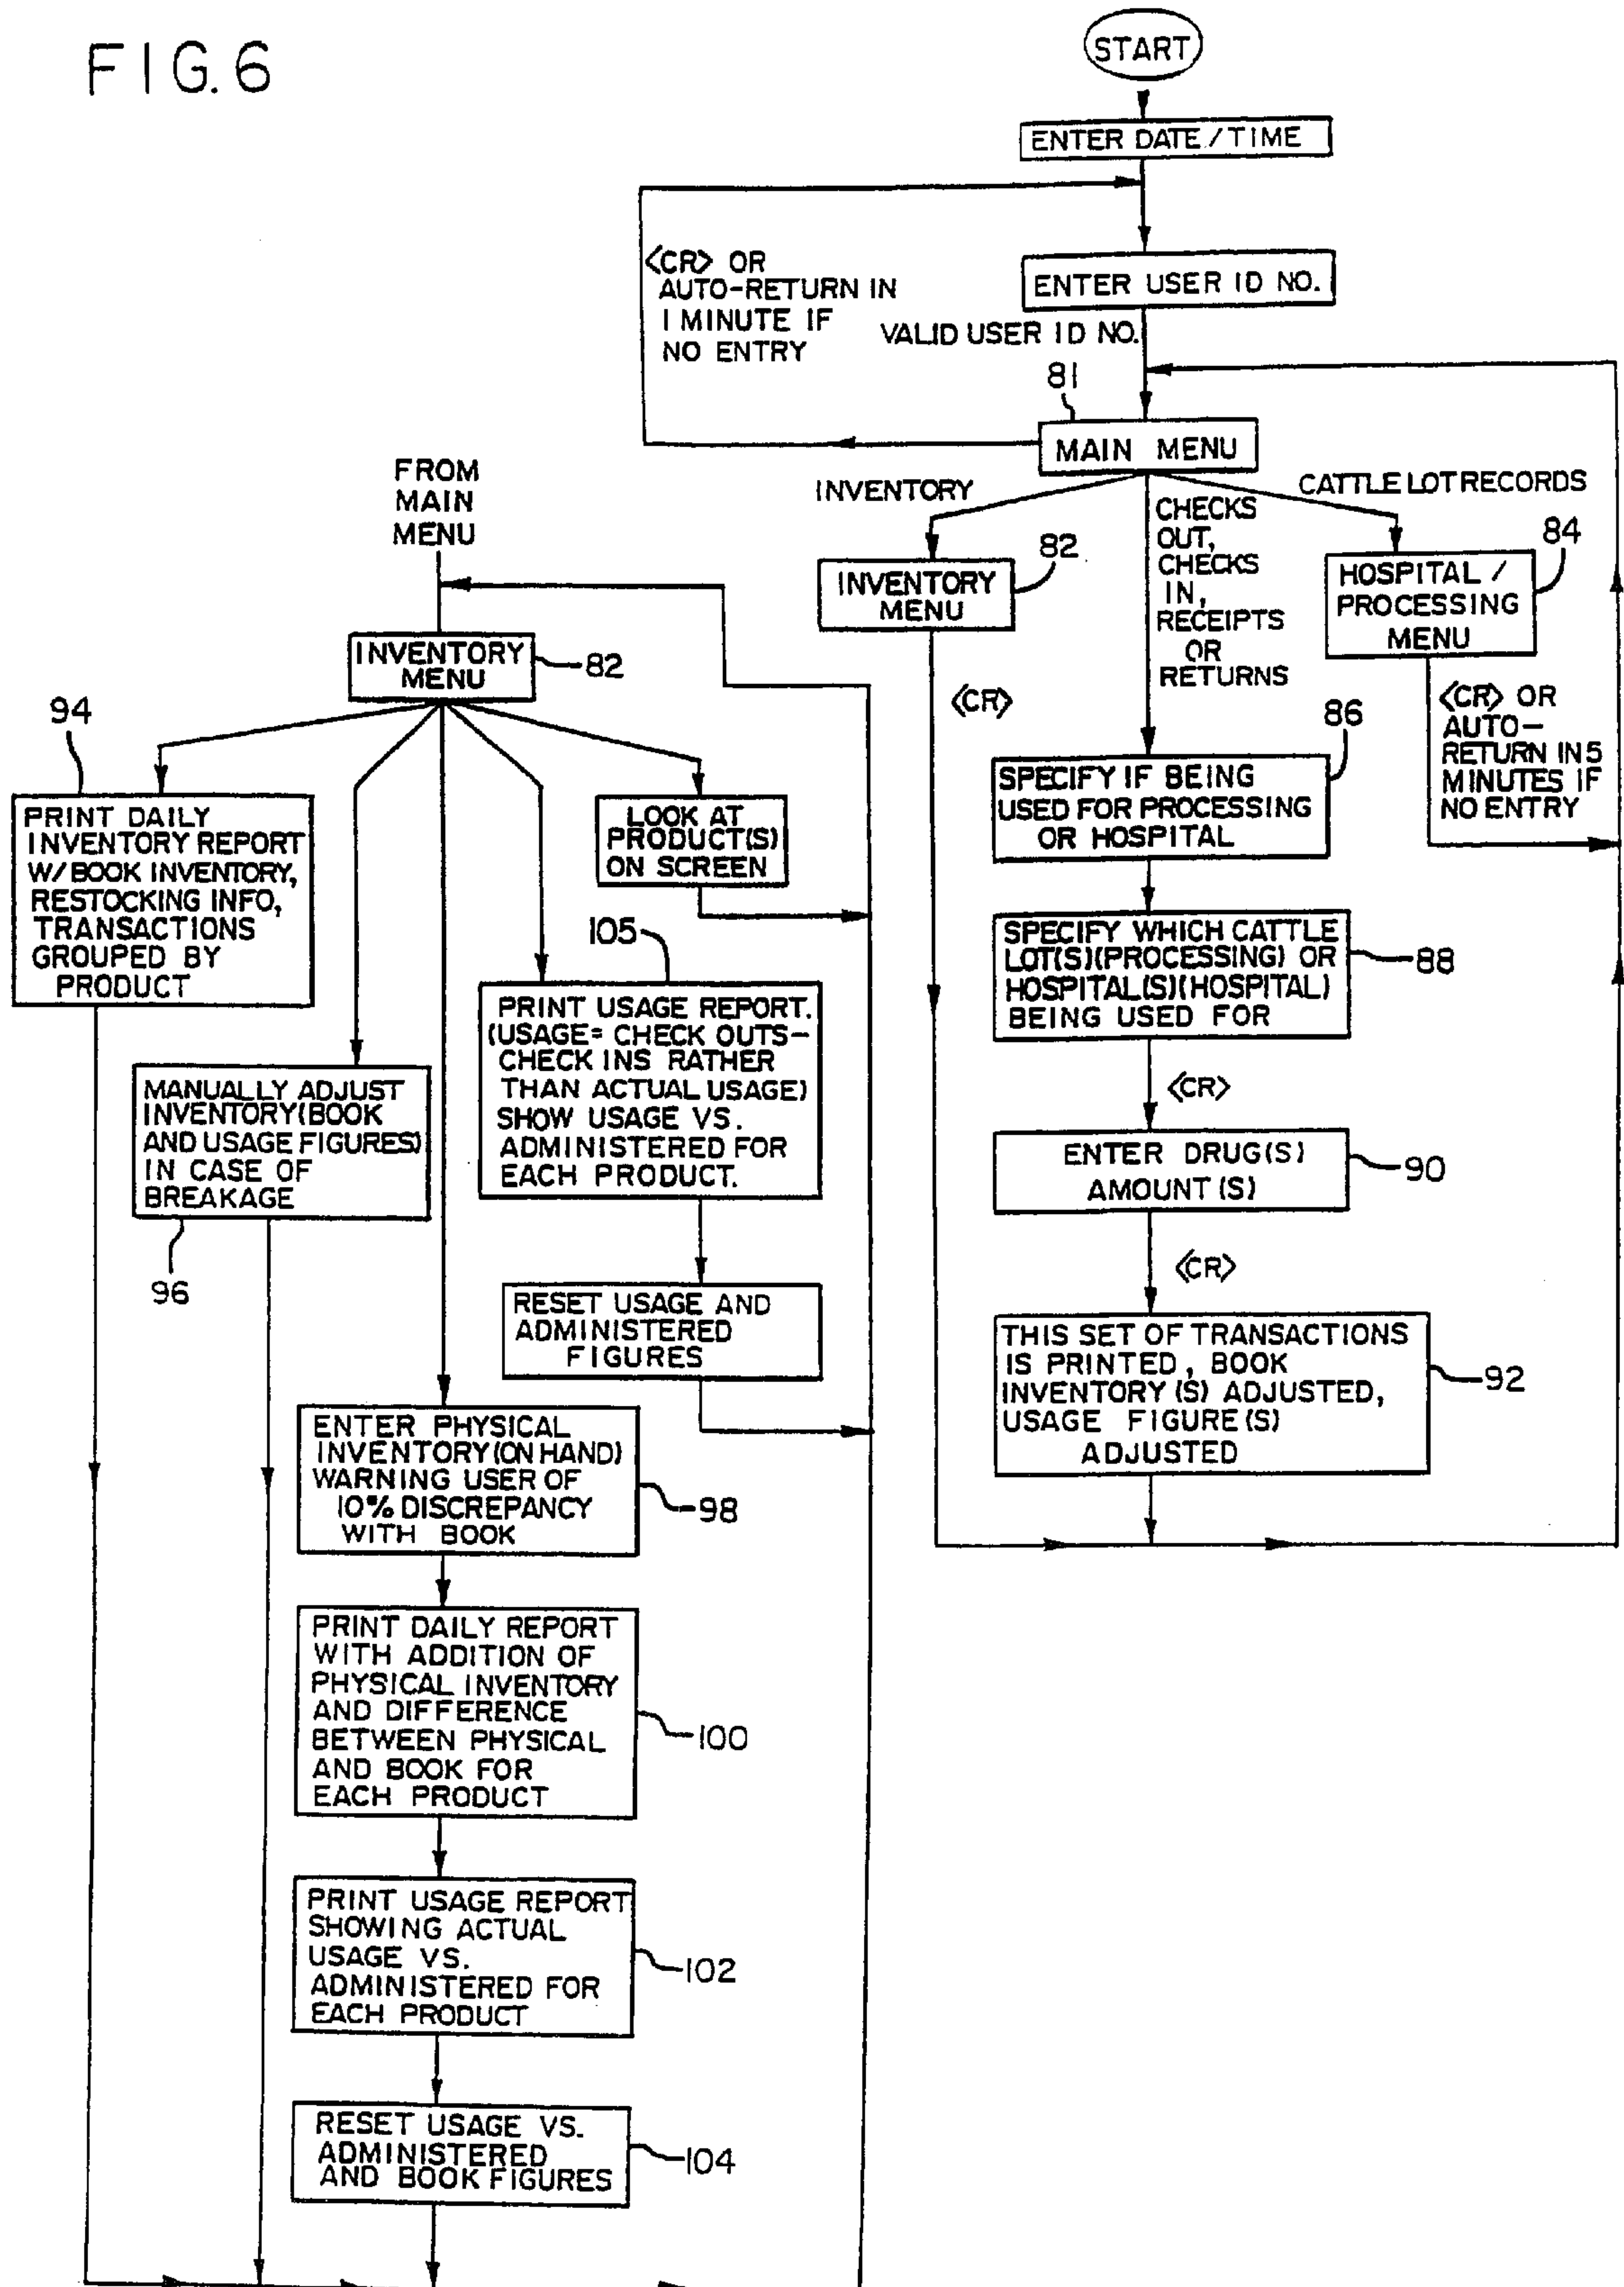 FIG. 6
START
ENTER DATE / TIME
<CR> OR
AUTO-RETURN IN
1 MINUTE IF
NO ENTRY
ENTER USER ID NO.
VALID USER ID NO.
81
MAIN MENU
INVENTORY
CHECKS
OUT,
CHECKS
IN,
RECEIPTS
OR
RETURNS
CATTLE LOT RECORDS
INVENTORY
MENU
82
HOSPITAL /
PROCESSING
MENU
84
<CR>
<CR> OR
AUTO-
RETURN IN 5
MINUTES IF
NO ENTRY
86
SPECIFY IF BEING
USED FOR PROCESSING
OR HOSPITAL
SPECIFY WHICH CATTLE
LOT(S)(PROCESSING) OR
HOSPITAL(S)(HOSPITAL)
BEING USED FOR
88
<CR>
ENTER DRUG(S)
AMOUNT(S)
90
<CR>
THIS SET OF TRANSACTIONS
IS PRINTED, BOOK
INVENTORY(S) ADJUSTED,
USAGE FIGURE(S)
ADJUSTED
92
FROM
MAIN
MENU
INVENTORY
MENU
82
94
PRINT DAILY
INVENTORY REPORT
W/ BOOK INVENTORY,
RESTOCKING INFO,
TRANSACTIONS
GROUPED BY
PRODUCT
LOOK AT
PRODUCT(S)
ON SCREEN
105
PRINT USAGE REPORT.
(USAGE = CHECK OUTS-
CHECK INS RATHER
THAN ACTUAL USAGE)
SHOW USAGE VS.
ADMINISTERED FOR
EACH PRODUCT.
MANUALLY ADJUST
INVENTORY(BOOK
AND USAGE FIGURES)
IN CASE OF
BREAKAGE
96
RESET USAGE AND
ADMINISTERED
FIGURES
ENTER PHYSICAL
INVENTORY(ON HAND)
WARNING USER OF
10% DISCREPANCY
WITH BOOK
98
PRINT DAILY REPORT
WITH ADDITION OF
PHYSICAL INVENTORY
AND DIFFERENCE
BETWEEN PHYSICAL
AND BOOK FOR
EACH PRODUCT
100
PRINT USAGE REPORT
SHOWING ACTUAL
USAGE VS.
ADMINISTERED FOR
EACH PRODUCT
102
RESET USAGE VS.
ADMINISTERED
AND BOOK FIGURES
104